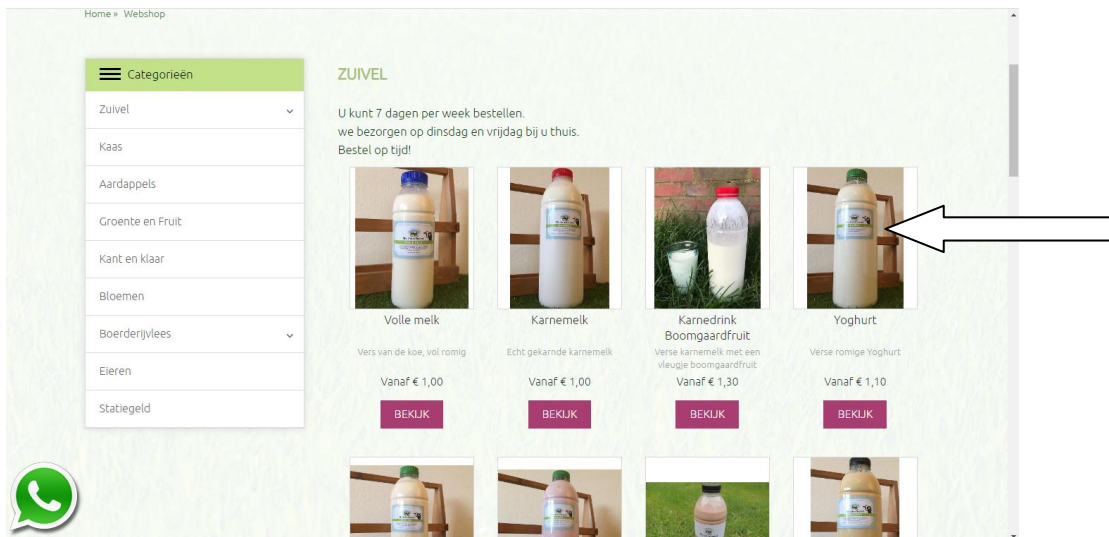 Home » Webshop
Categorieën
Zuivel
Kaas
Aardappels
Groente en Fruit
Kant en klaar
Bloemen
Boerderijvlees
Eieren
Statiegeld
ZUIVEL
U kunt 7 dagen per week bestellen.
we bezorgen op dinsdag en vrijdag bij u thuis.
Bestel op tijd!
Volle melk
Vers van de koe, vol romig
Vanaf € 1,00
BEKIJK
Karnemelk
Echt gekarnde karnemelk
Vanaf € 1,00
BEKIJK
Karnedrink
Boomgaardfruit
Verse karnemelk met een
vleugje boomgaardfruit
Vanaf € 1,30
BEKIJK
Yoghurt
Verse romige Yoghurt
Vanaf € 1,10
BEKIJK